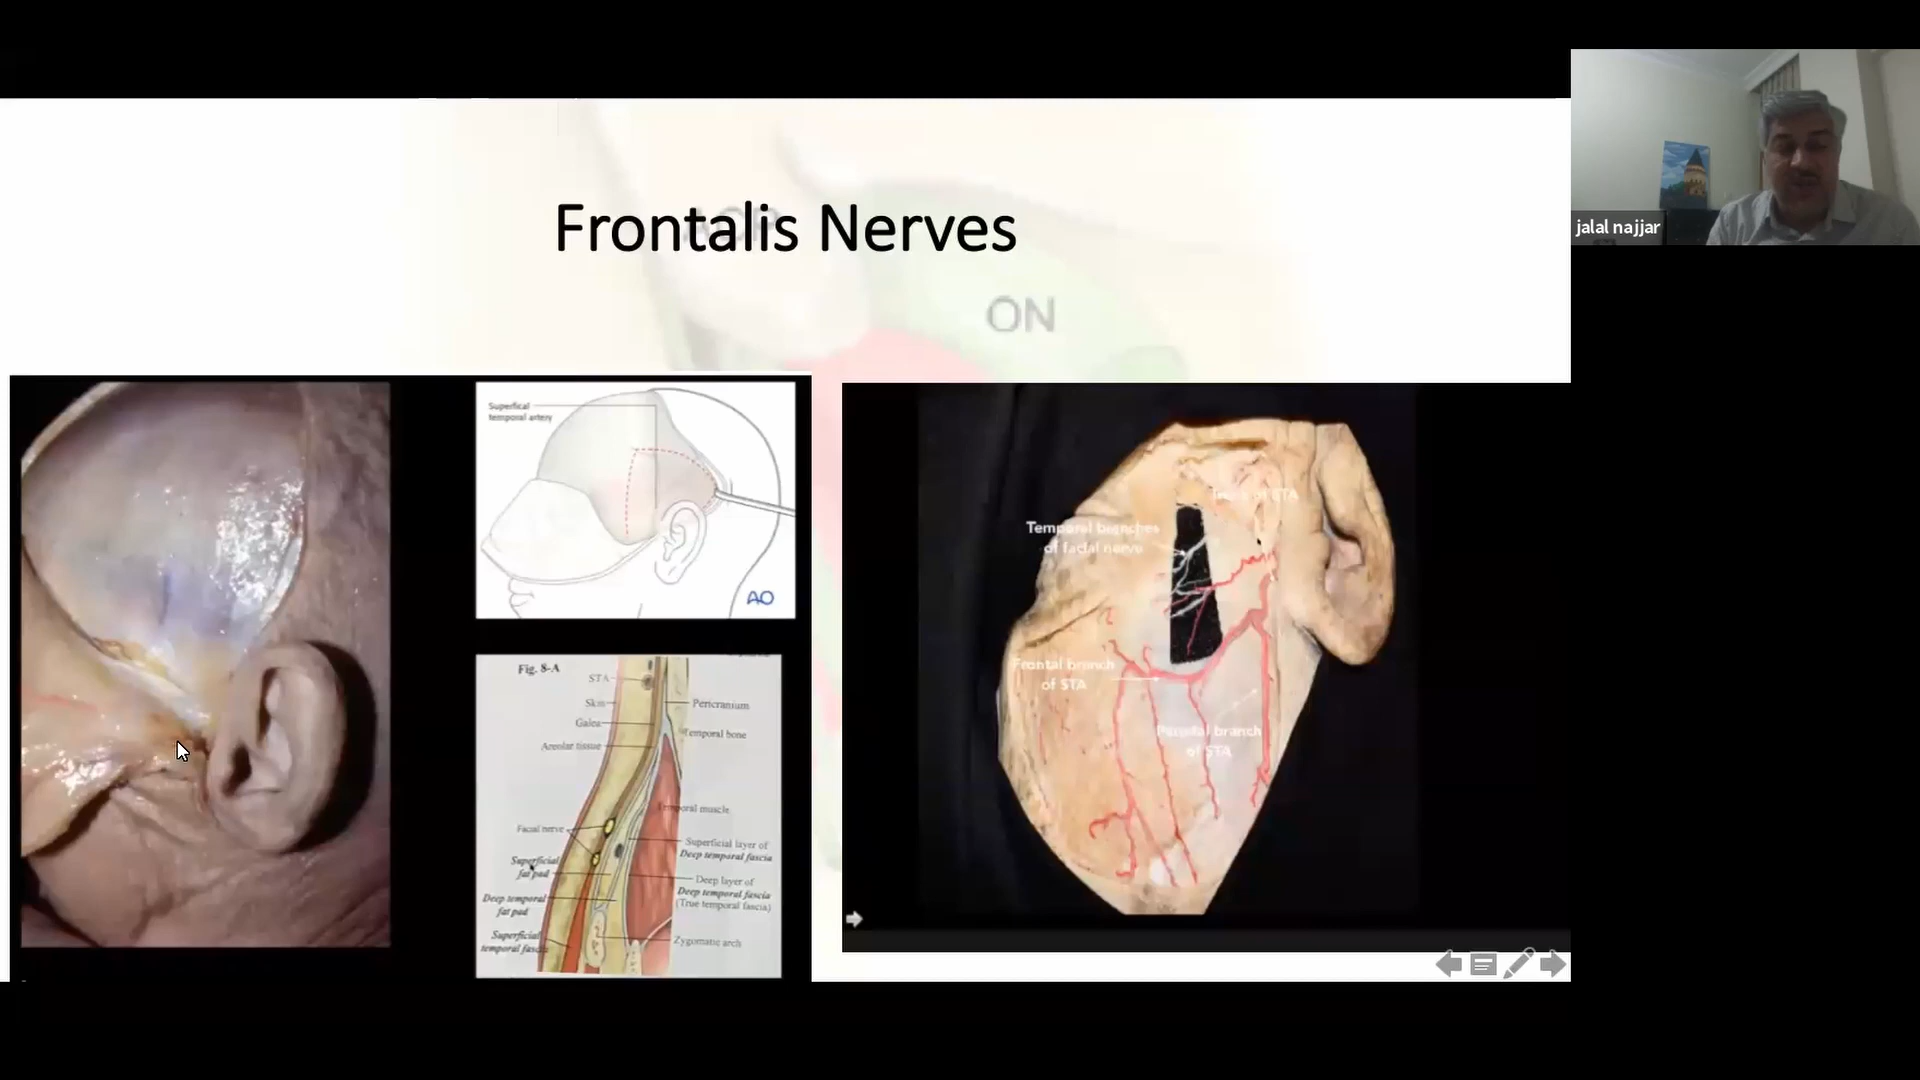 Frontalis Nerves
ON
jalal najjar
Superfical
temporal artery
AO
Fig. 8-A
STA
Skin
Galea
Areolar tissue
Pericranium
Temporal bone
Temporal muscle
Facial nerve
Superficial
fat pad
Deep temporal
fat pad
Superficial
temporal fascia
Superficial layer of
Deep temporal fascia
Deep layer of
Deep temporal fascia
(True temporal fascia)
Zygomatic arch
of STA
Temporal branches
of facial nerve
Frontal branch
of STA
Parietal branch
of STA